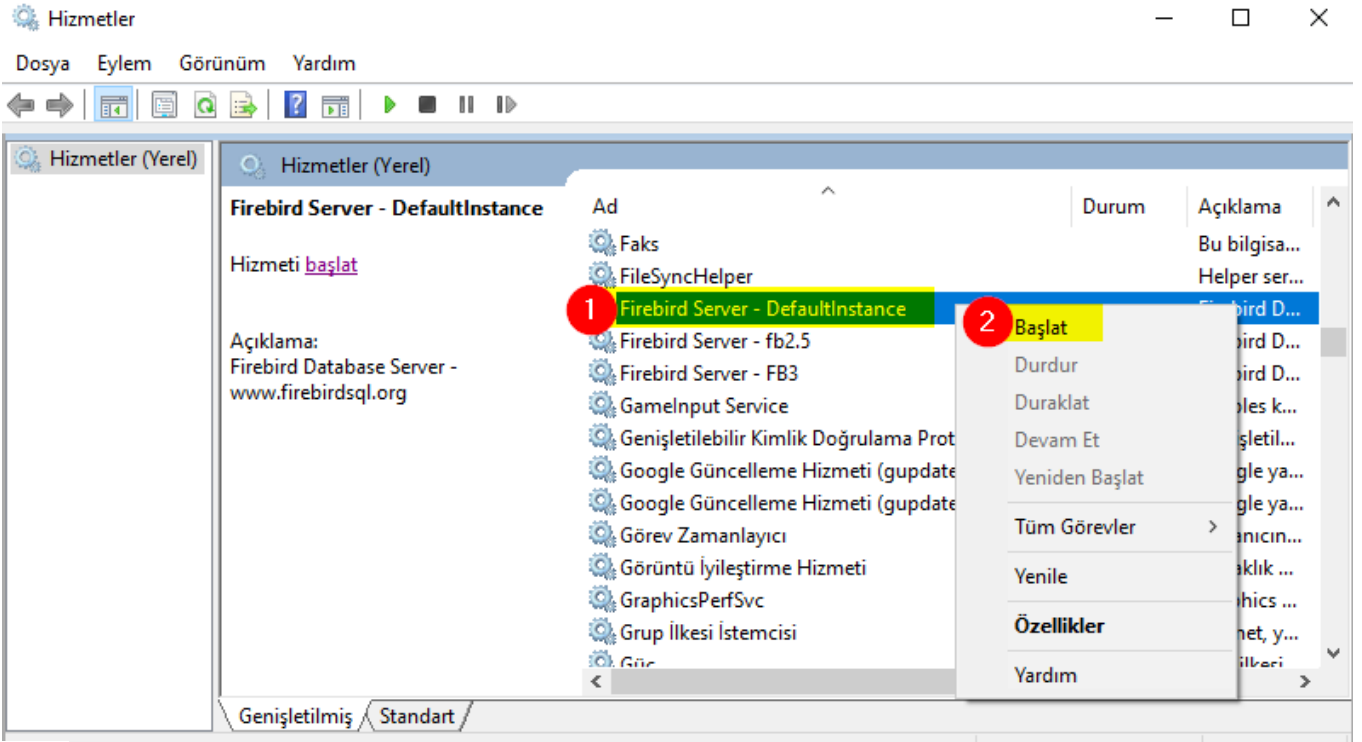 Hizmetler
Dosya Eylem Görünüm Yardım
Hizmetler (Yerel)
Hizmetler (Yerel)
Firebird Server - DefaultInstance
Hizmeti başlat
Açıklama:
Firebird Database Server -
www.firebirdsql.org
Ad Durum Açıklama
Faks Bu bilgisa...
FileSyncHelper Helper ser...
1 Firebird Server - DefaultInstance
Firebird Server - fb2.5
Firebird Server - FB3
GameInput Service
Genişletilebilir Kimlik Doğrulama Prot
Google Güncelleme Hizmeti (gupdate
Google Güncelleme Hizmeti (gupdate
Görev Zamanlayıcı
Görüntü İyileştirme Hizmeti
GraphicsPerfSvc
Grup İlkesi İstemcisi
Güç
2 Başlat
Durdur
Duraklat
Devam Et
Yeniden Başlat
Tüm Görevler
Yenile
Özellikler
Yardım
Genişletilmiş Standart